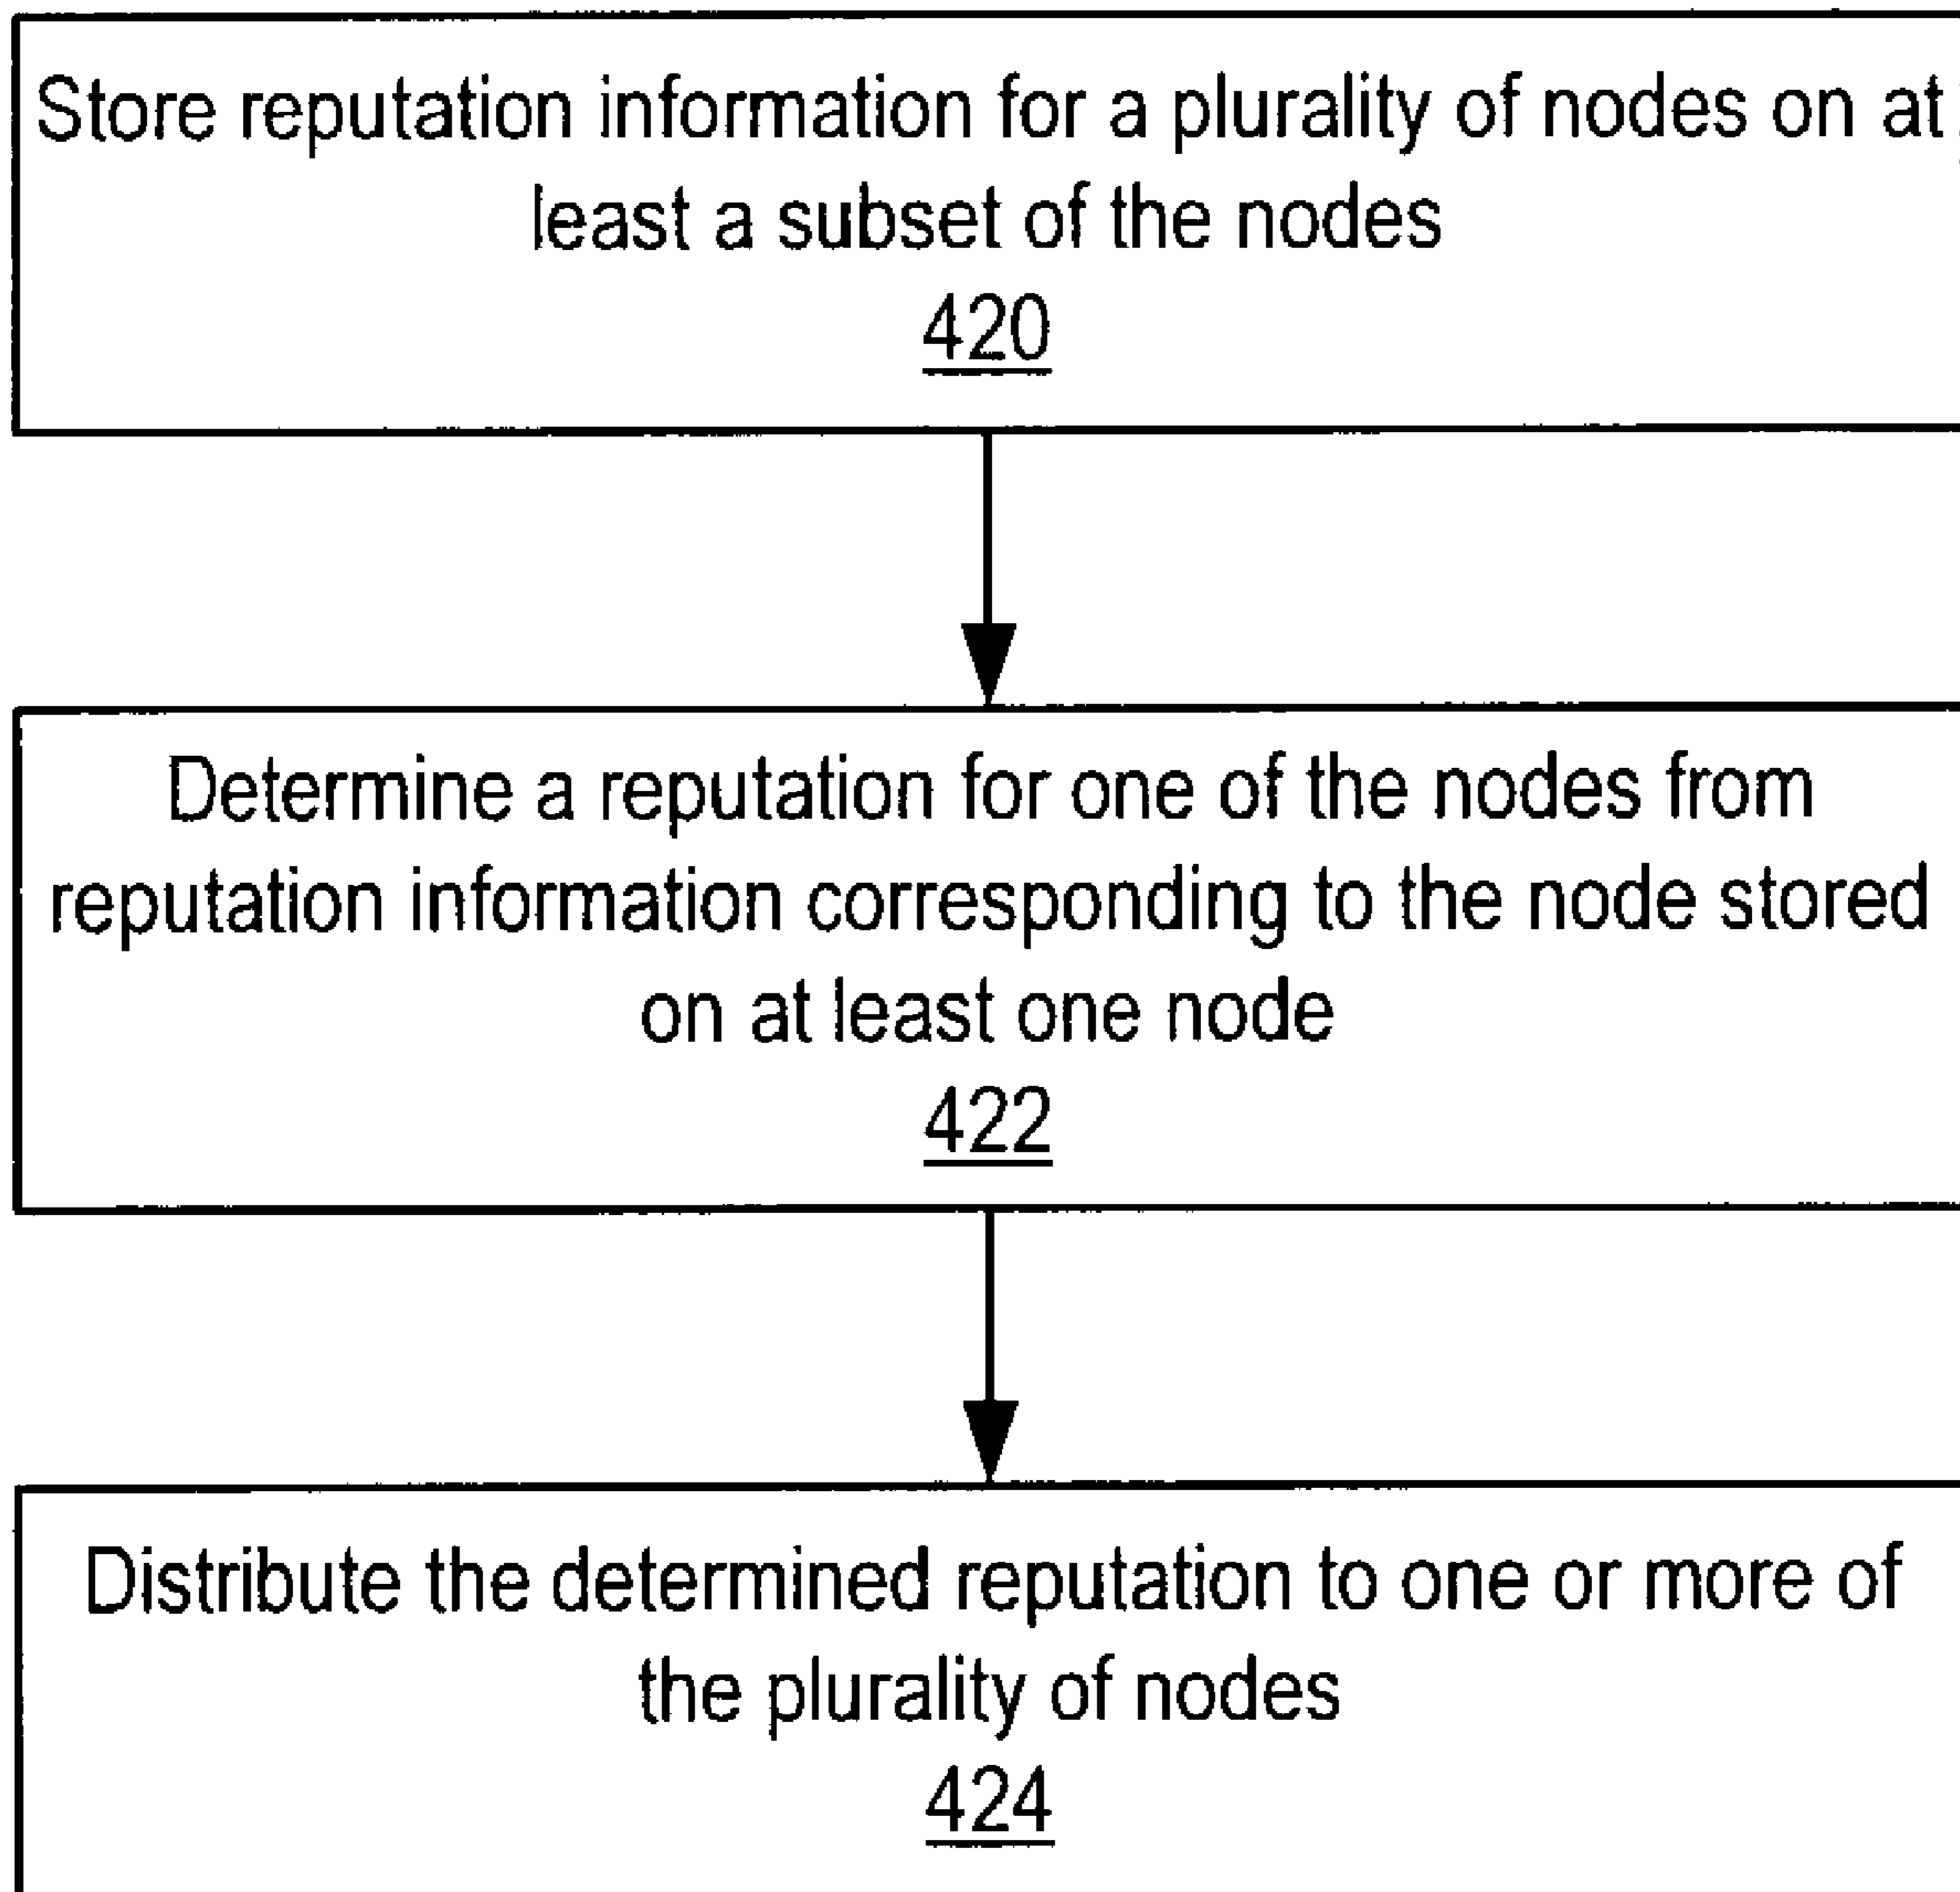 Store reputation information for a plurality of nodes on at
least a subset of the nodes
420
Determine a reputation for one of the nodes from
reputation information corresponding to the node stored
on at least one node
422
Distribute the determined reputation to one or more of
the plurality of nodes
424